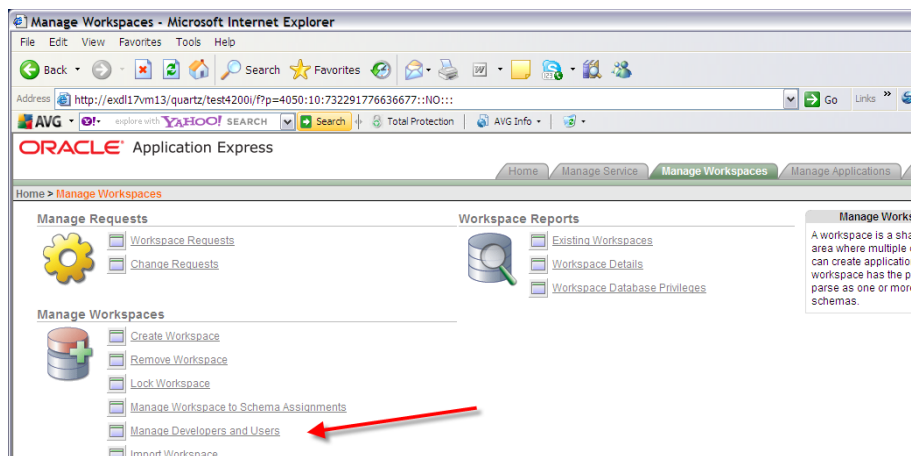 Manage Workspaces - Microsoft Internet Explorer
File Edit View Favorites Tools Help
Back Search Favorites
Address http://exdl17vm13/quartz/test4200i/f?p=4050:10:732291776636677::NO::: Go Links »
AVG explore with YAHOO! SEARCH Search Total Protection AVG Info
ORACLE Application Express
Home Manage Service Manage Workspaces Manage Applications
Home > Manage Workspaces
Manage Requests
Workspace Requests
Change Requests
Workspace Reports
Existing Workspaces
Workspace Details
Workspace Database Privileges
Manage Works
A workspace is a sha
area where multiple
can create applicatio
workspace has the p
parse as one or mor
schemas.
Manage Workspaces
Create Workspace
Remove Workspace
Lock Workspace
Manage Workspace to Schema Assignments
Manage Developers and Users
Import Workspace